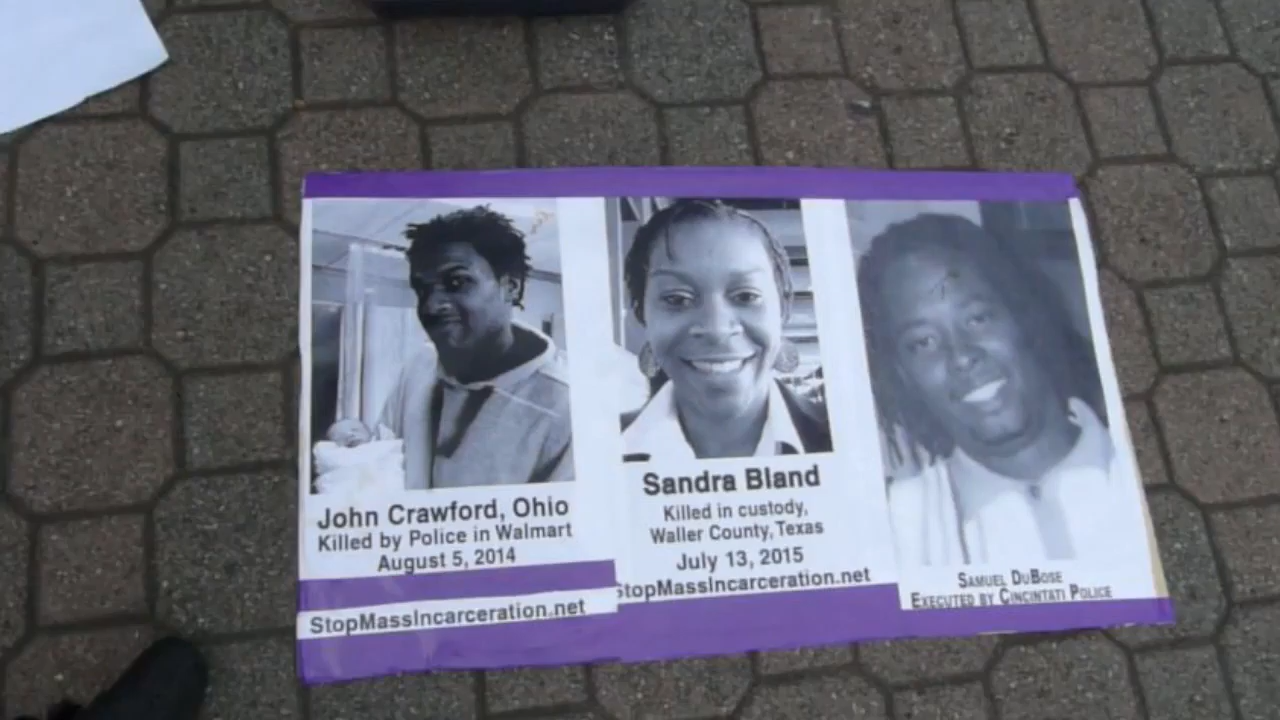 John Crawford, Ohio
Killed by Police in Walmart
August 5, 2014
StopMassIncarceration.net
Sandra Bland
Killed in custody,
Waller County, Texas
July 13, 2015
StopMassIncarceration.net
SAMUEL DUBOSE
EXECUTED BY CINCINTATI POLICE